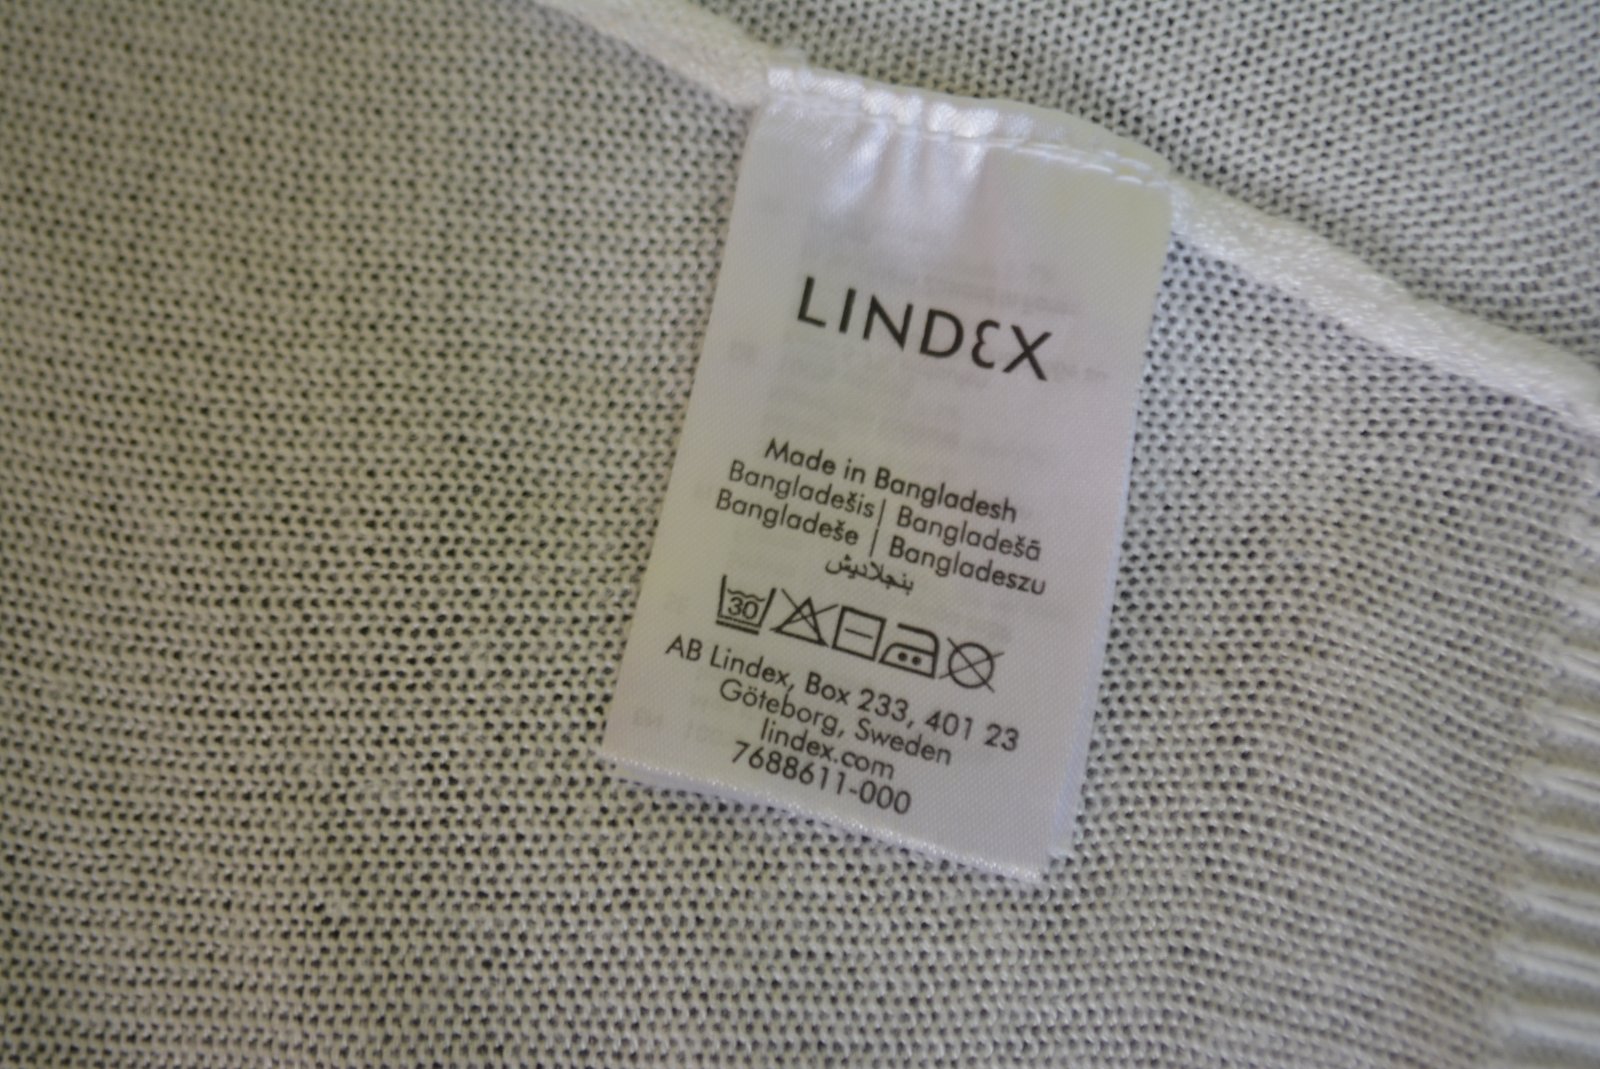 LINDEX
Made in Bangladesh
Bangladešis | Bangladešā
Bangladeše | Bangladeszu
بنجلاديش
30
AB Lindex, Box 233, 401 23
Göteborg, Sweden
lindex.com
7688611-000